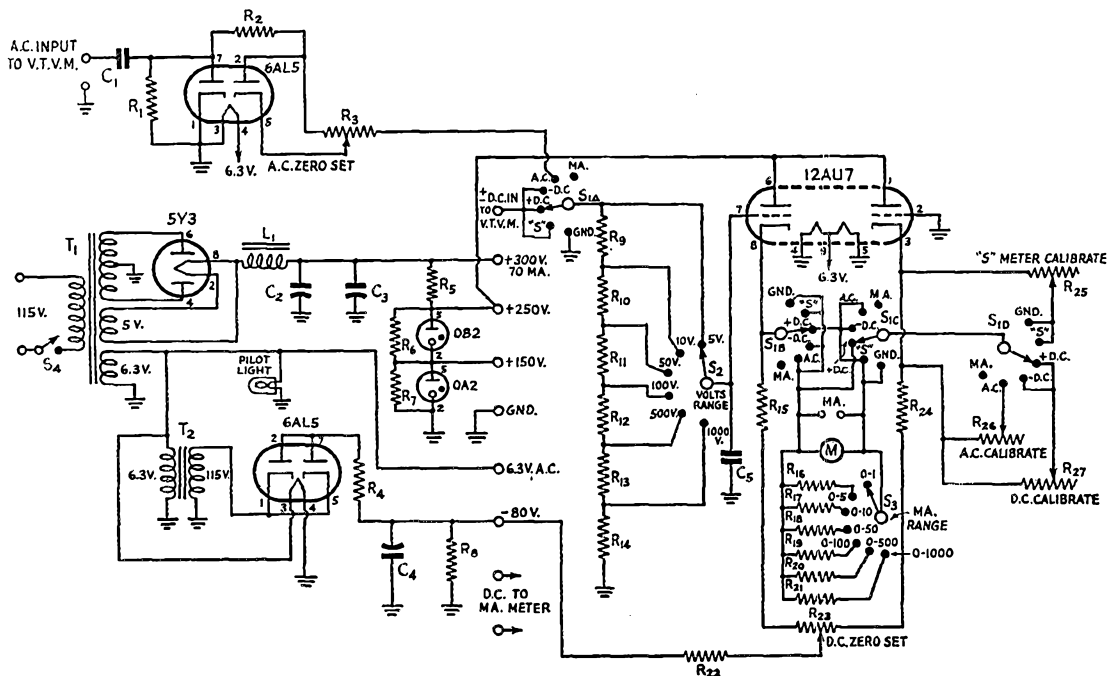 R2
A.C. INPUT
TO V.T.V.M.
C1
7 2
6AL5
R1
1 3 4 5
6.3V.
R3
A.C. ZERO SET
MA.
A.C.
-D.C.
+D.C.
"S"
GND.
S1A
+
-D.C. IN
TO
V.T.V.M.
6 1
12AU7
7 2
8 3
4 9 5
6.3V.
T1
5Y3
6
8
2
4
L1
115V.
5V.
6.3V.
S4
C2
C3
R5
+300V.
70 MA.
+250V.
5
OB2
2
R6
+150V.
5
OA2
2
R7
GND.
PILOT
LIGHT
6.3V. A.C.
T2
6.3V.
115V.
6AL5
2 7
1 3 4 5
R4
-80V.
C4
R8
D.C. TO
MA. METER
R9
R10
R11
R12
R13
R14
5V.
10V.
50V.
100V.
500V.
1000
V.
S2
VOLTS
RANGE
C5
GND.
"S"
+D.C.
-D.C.
A.C.
MA.
S1B
A.C.
MA.
-D.C.
S1C
"S"
+D.C.
GND.
"S" METER CALIBRATE
R25
S1D
GND.
"S"
+D.C.
-D.C.
MA.
A.C.
R15
MA.
M
R24
R26
A.C. CALIBRATE
R27
D.C. CALIBRATE
R16
R17
R18
R19
R20
R21
0-1
0-5
0-10
0-50
0-100
0-500
0-1000
S3
MA.
RANGE
R23
D.C. ZERO SET
R22